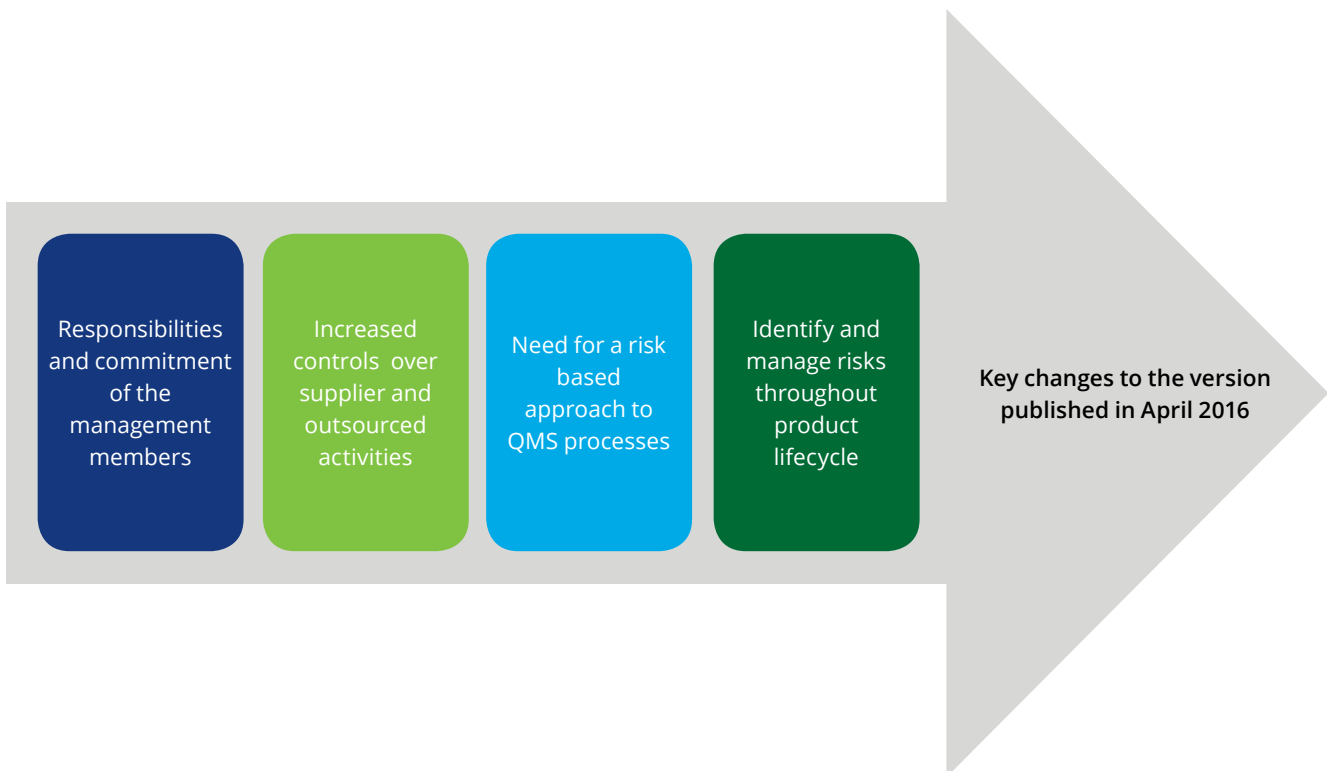 Responsibilities
and commitment
of the
management
members
Increased
controls  over
supplier and
outsourced
activities
Need for a risk
based
approach to
QMS processes
Identify and
manage risks
throughout
product
lifecycle
Key changes to the version
published in April 2016